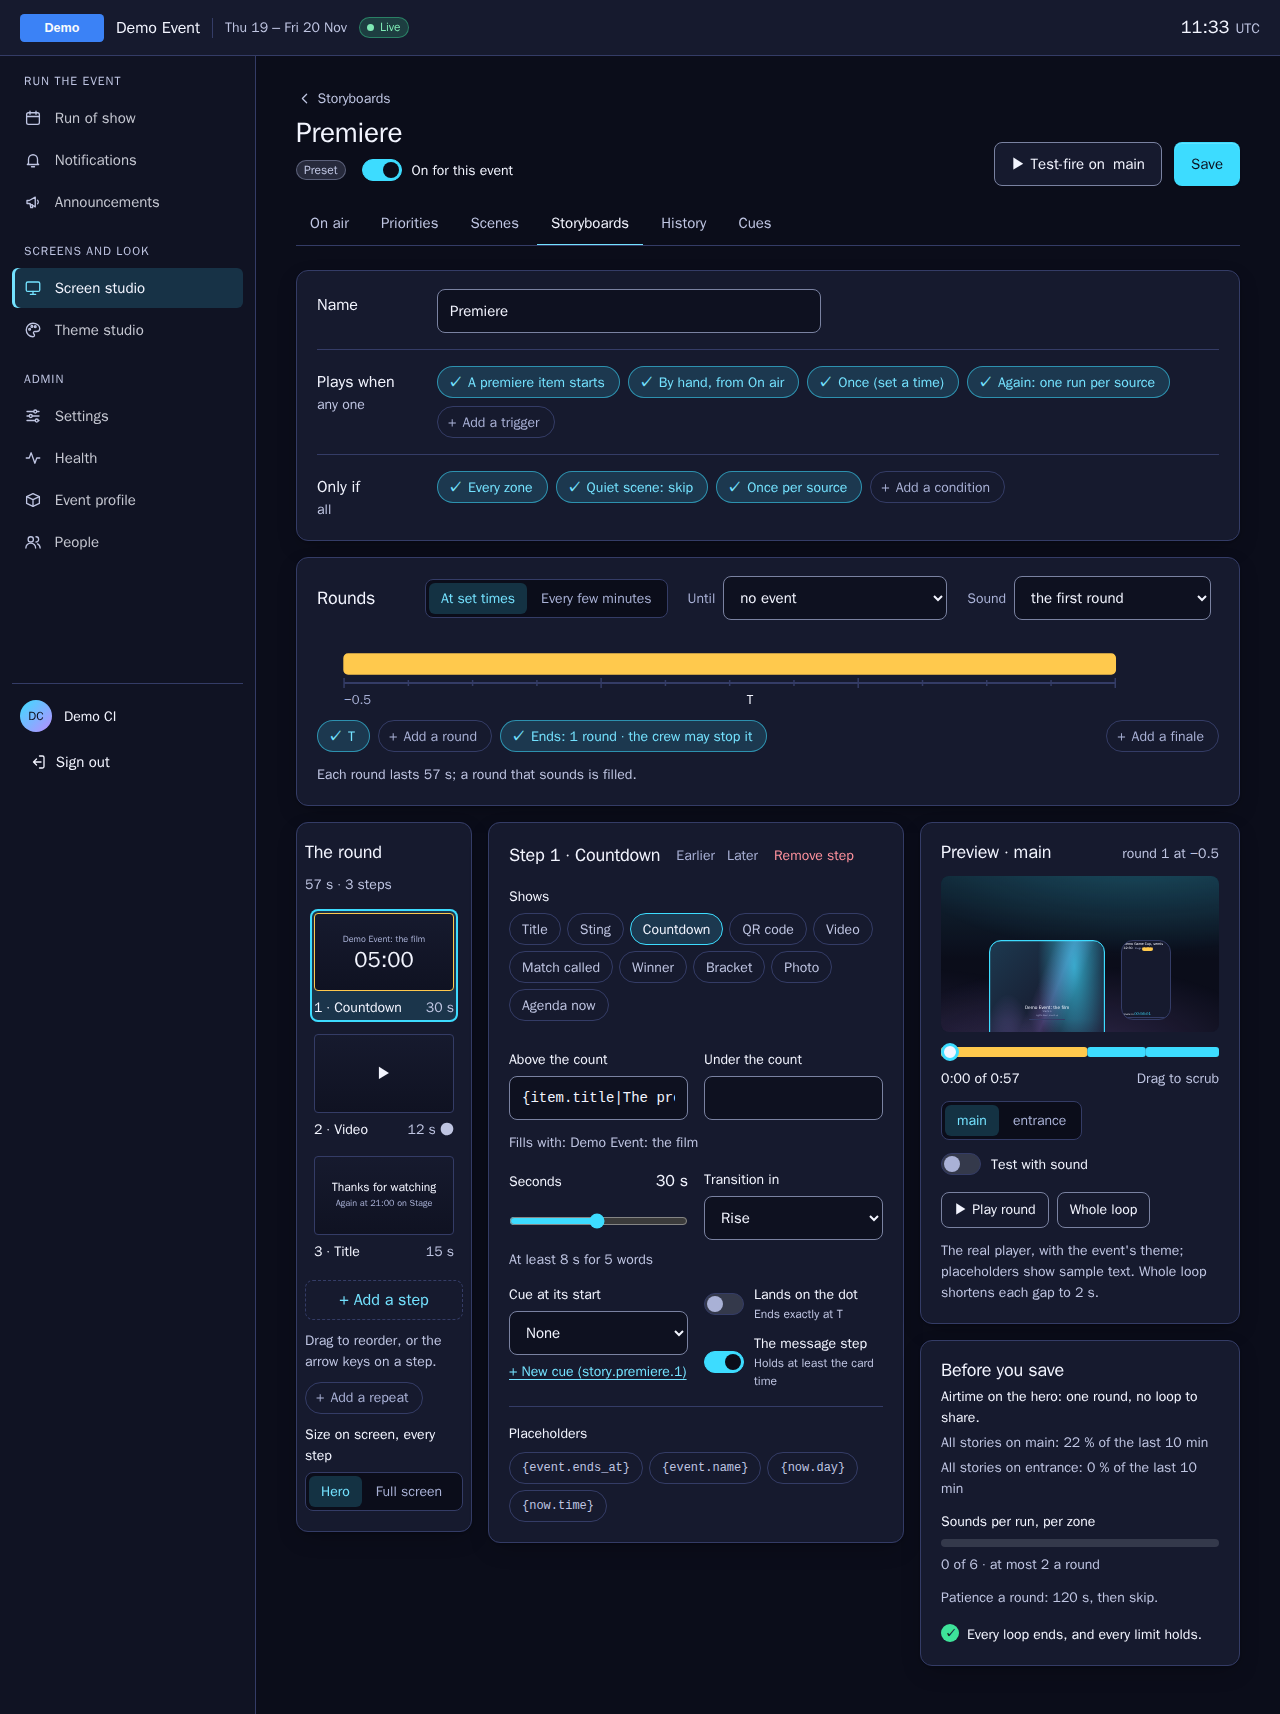 Demo
Demo Event
Thu 19 – Fri 20 Nov
Live
11:33 UTC
RUN THE EVENT
Run of show
Notifications
Announcements
SCREENS AND LOOK
Screen studio
Theme studio
ADMIN
Settings
Health
Event profile
People
DC
Demo CI
Sign out
Storyboards
Premiere
Preset
On for this event
Test-fire on main
Save
On air
Priorities
Scenes
Storyboards
History
Cues
Name
Premiere
Plays when
any one
✓ A premiere item starts
✓ By hand, from On air
✓ Once (set a time)
✓ Again: one run per source
+ Add a trigger
Only if
all
✓ Every zone
✓ Quiet scene: skip
✓ Once per source
+ Add a condition
Rounds
At set times
Every few minutes
Until
no event
Sound
the first round
−0.5
T
✓ T
+ Add a round
✓ Ends: 1 round · the crew may stop it
+ Add a finale
Each round lasts 57 s; a round that sounds is filled.
The round
57 s · 3 steps
Demo Event: the film
05:00
1 · Countdown
30 s
2 · Video
12 s
Thanks for watching
Again at 21:00 on Stage
3 · Title
15 s
+ Add a step
Drag to reorder, or the
arrow keys on a step.
+ Add a repeat
Size on screen, every
step
Hero
Full screen
Step 1 · Countdown
Earlier
Later
Remove step
Shows
Title
Sting
Countdown
QR code
Video
Match called
Winner
Bracket
Photo
Agenda now
Above the count
Under the count
{item.title|The pr
Fills with: Demo Event: the film
Seconds
30 s
Transition in
Rise
At least 8 s for 5 words
Cue at its start
None
+ New cue (story.premiere.1)
Lands on the dot
Ends exactly at T
The message step
Holds at least the card
time
Placeholders
{event.ends_at}
{event.name}
{now.day}
{now.time}
Preview · main
round 1 at −0.5
Demo Event: the film
0:00 of 0:57
Drag to scrub
main
entrance
Test with sound
Play round
Whole loop
The real player, with the event's theme;
placeholders show sample text. Whole loop
shortens each gap to 2 s.
Before you save
Airtime on the hero: one round, no loop to
share.
All stories on main: 22 % of the last 10 min
All stories on entrance: 0 % of the last 10
min
Sounds per run, per zone
0 of 6 · at most 2 a round
Patience a round: 120 s, then skip.
Every loop ends, and every limit holds.